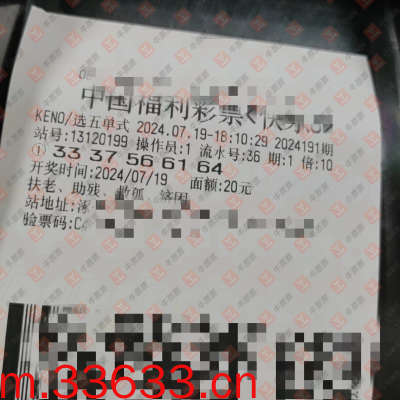 中国福利彩票<快
KENO/选五单式 2024.07.19-18:10:29 2024191期
站号:13120199 操作员:1 流水号:36 期:1 倍:10
① 33 37 56 61 64
开奖时间:2024/07/19 面额:20元
扶老、助残、救孤、济困
站址:
验票码:
m.33633.cn